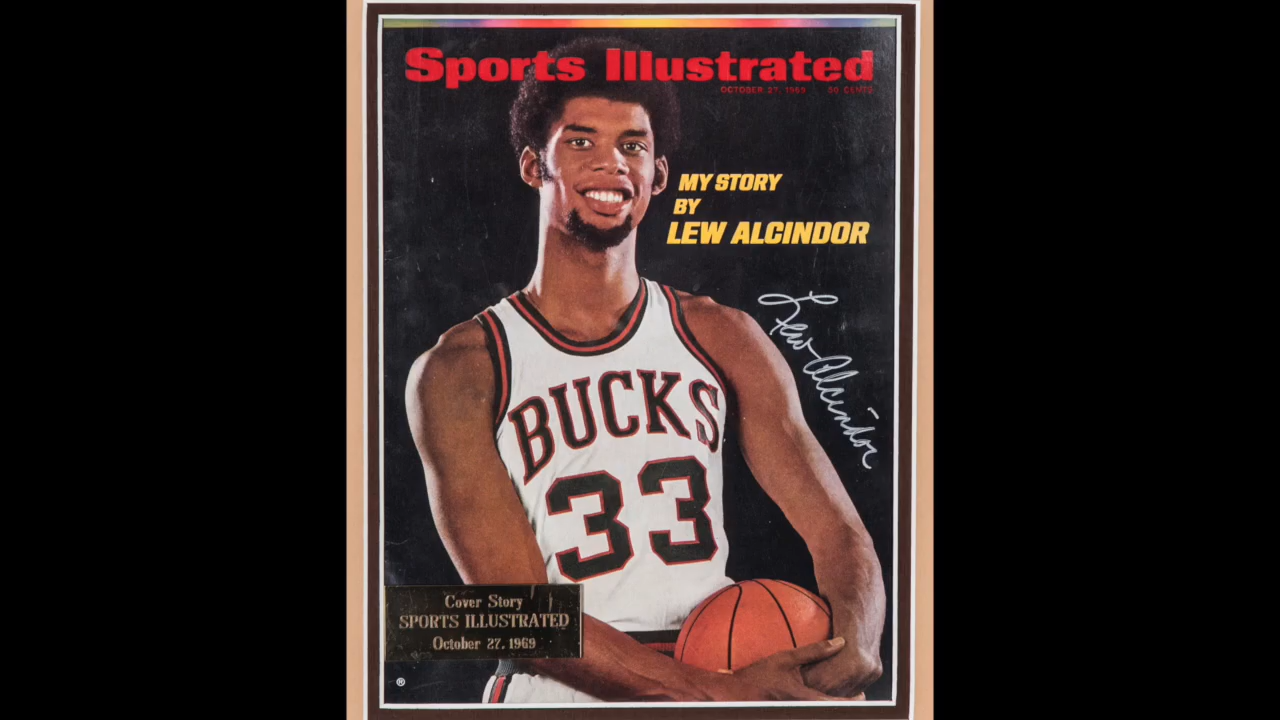 Sports Illustrated
OCTOBER 27, 1969 50 CENTS
MY STORY
BY
LEW ALCINDOR
Lew Alcindor
BUCKS
33
Cover Story
SPORTS ILLUSTRATED
October 27, 1969
®